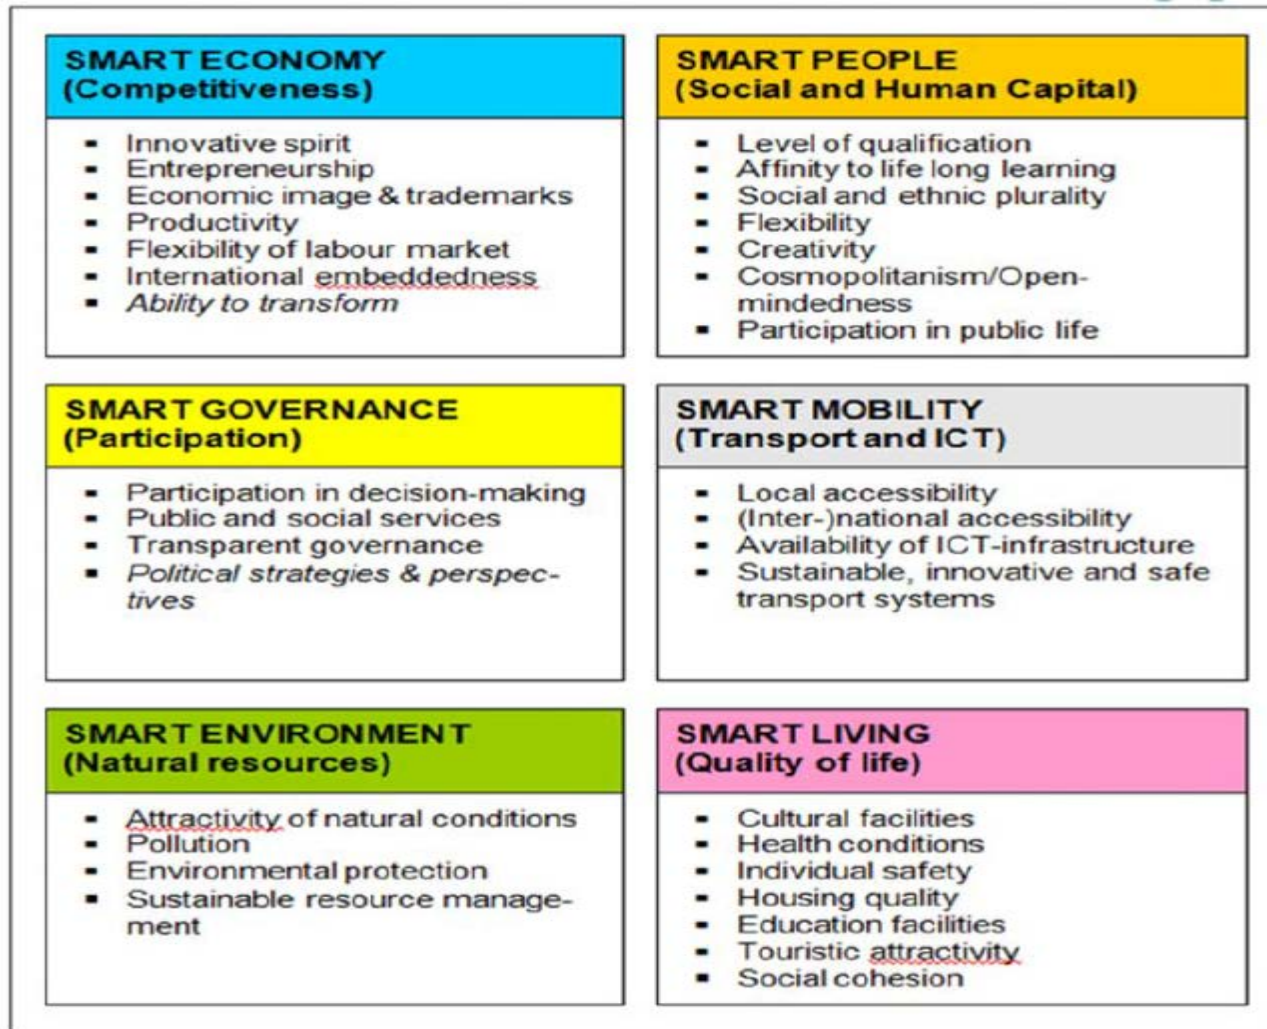 SMART ECONOMY
(Competitiveness)
▪ Innovative spirit
▪ Entrepreneurship
▪ Economic image & trademarks
▪ Productivity
▪ Flexibility of labour market
▪ International embeddedness
▪ Ability to transform
SMART PEOPLE
(Social and Human Capital)
▪ Level of qualification
▪ Affinity to life long learning
▪ Social and ethnic plurality
▪ Flexibility
▪ Creativity
▪ Cosmopolitanism/Open-
mindedness
▪ Participation in public life
SMART GOVERNANCE
(Participation)
▪ Participation in decision-making
▪ Public and social services
▪ Transparent governance
▪ Political strategies & perspec-
tives
SMART MOBILITY
(Transport and ICT)
▪ Local accessibility
▪ (Inter-)national accessibility
▪ Availability of ICT-infrastructure
▪ Sustainable, innovative and safe
transport systems
SMART ENVIRONMENT
(Natural resources)
▪ Attractivity of natural conditions
▪ Pollution
▪ Environmental protection
▪ Sustainable resource manage-
ment
SMART LIVING
(Quality of life)
▪ Cultural facilities
▪ Health conditions
▪ Individual safety
▪ Housing quality
▪ Education facilities
▪ Touristic attractivity
▪ Social cohesion